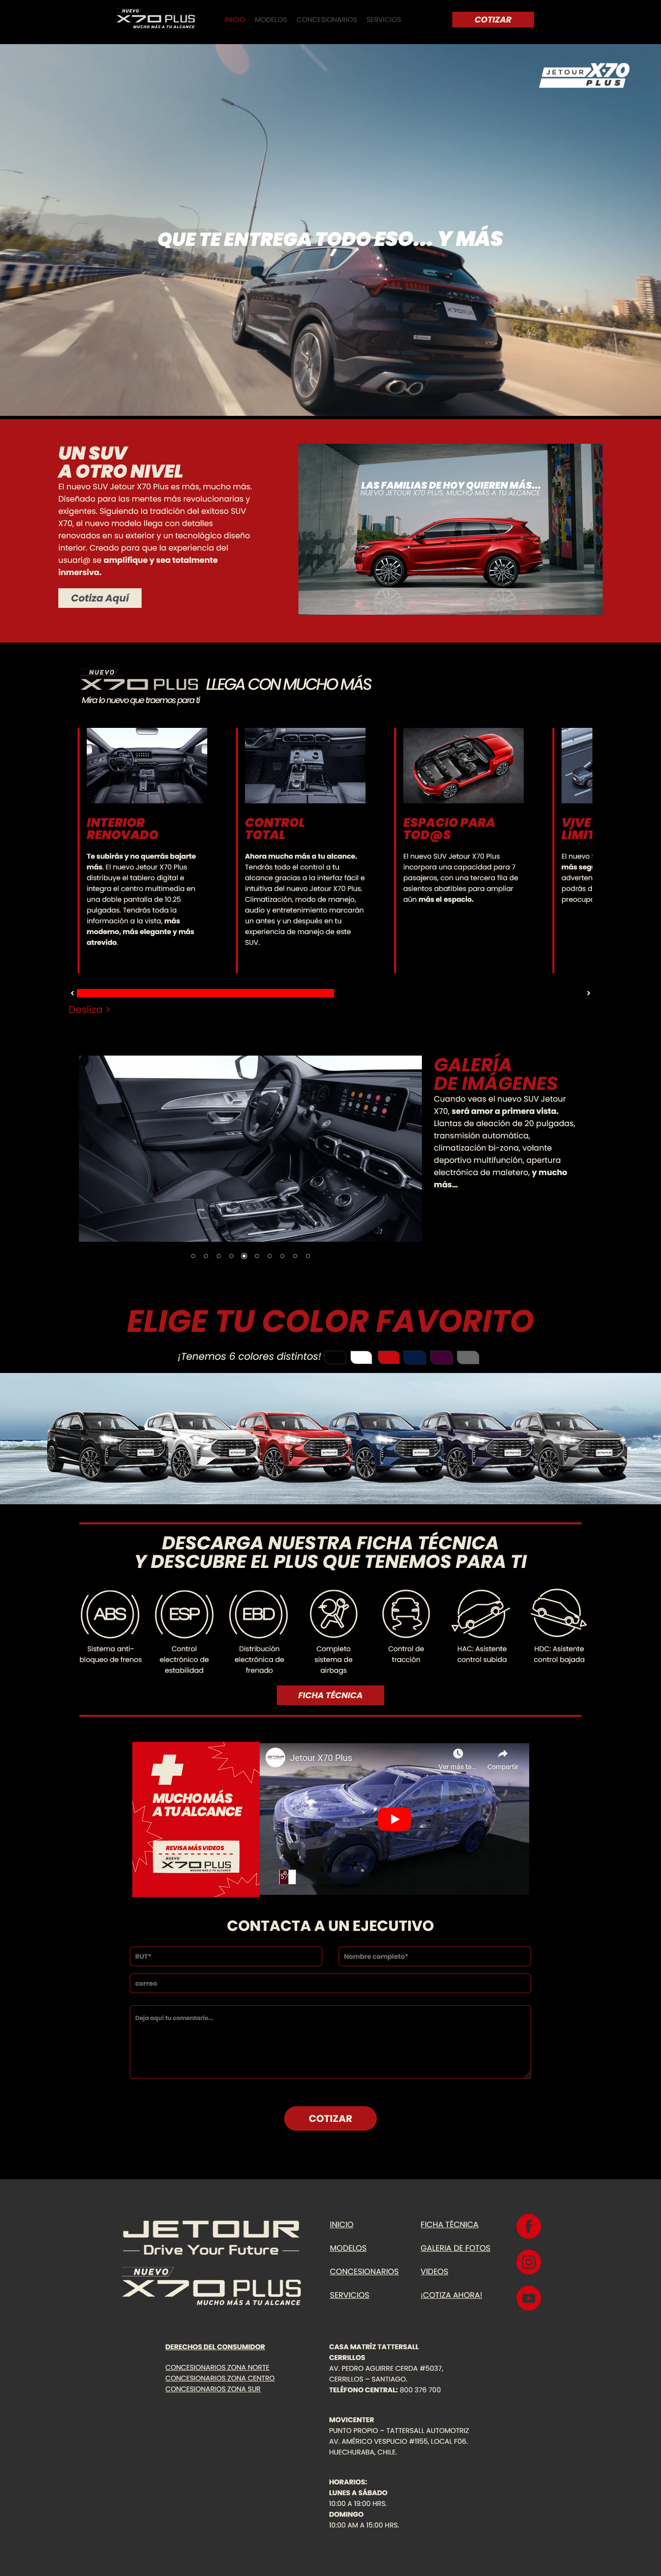 NUEVO
X70 PLUS
MUCHO MÁS A TU ALCANCE
INICIO MODELOS CONCESIONARIOS SERVICIOS
COTIZAR
JETOUR X70
PLUS
QUE TE ENTREGA TODO ESO... Y MÁS
UN SUV
A OTRO NIVEL
El nuevo SUV Jetour X70 Plus es más, mucho más.
Diseñado para las mentes más revolucionarias y
exigentes. Siguiendo la tradición del exitoso SUV
X70, el nuevo modelo llega con detalles
renovados en su exterior y un tecnológico diseño
interior. Creado para que la experiencia del
usuari@ se amplifique y sea totalmente
inmersiva.
Cotiza Aquí
LAS FAMILIAS DE HOY QUIEREN MÁS...
NUEVO JETOUR X70 PLUS, MUCHO MÁS A TU ALCANCE
NUEVO
X70 PLUS LLEGA CON MUCHO MÁS
Mira lo nuevo que traemos para ti
INTERIOR
RENOVADO
Te subirás y no querrás bajarte
más. El nuevo Jetour X70 Plus
distribuye el tablero digital e
integra el centro multimedia en
una doble pantalla de 10.25
pulgadas. Tendrás toda la
información a la vista, más
moderno, más elegante y más
atrevido.
CONTROL
TOTAL
Ahora mucho más a tu alcance.
Tendrás todo el control a tu
alcance gracias a la interfaz fácil e
intuitiva del nuevo Jetour X70 Plus.
Climatización, modo de manejo,
audio y entretenimiento marcarán
un antes y un después en tu
experiencia de manejo de este
SUV.
ESPACIO PARA
TOD@S
El nuevo SUV Jetour X70 Plus
incorpora una capacidad para 7
pasajeros, con una tercera fila de
asientos abatibles para ampliar
aún más el espacio.
VIVE
LÍMIT
El nuevo
más segu
adverten
podrás d
preocupa
Desliza >
GALERÍA
DE IMÁGENES
Cuando veas el nuevo SUV Jetour
X70, será amor a primera vista.
Llantas de aleación de 20 pulgadas,
transmisión automática,
climatización bi-zona, volante
deportivo multifunción, apertura
electrónica de maletero, y mucho
más...
ELIGE TU COLOR FAVORITO
¡Tenemos 6 colores distintos!
DESCARGA NUESTRA FICHA TÉCNICA
Y DESCUBRE EL PLUS QUE TENEMOS PARA TI
ABS ESP EBD
Sistema anti-
bloqueo de frenos
Control
electrónico de
estabilidad
Distribución
electrónica de
frenado
Completo
sistema de
airbags
Control de
tracción
HAC: Asistente
control subida
HDC: Asistente
control bajada
FICHA TÉCNICA
MUCHO MÁS
A TU ALCANCE
REVISA MÁS VIDEOS
NUEVO
X70 PLUS
MUCHO MÁS A TU ALCANCE
Jetour X70 Plus
Ver más ta...
Compartir
CONTACTA A UN EJECUTIVO
RUT*
Nombre completo*
correo
Deja aquí tu comentario...
COTIZAR
JETOUR
Drive Your Future
NUEVO
X70 PLUS
MUCHO MÁS A TU ALCANCE
INICIO
MODELOS
CONCESIONARIOS
SERVICIOS
FICHA TÉCNICA
GALERIA DE FOTOS
VIDEOS
¡COTIZA AHORA!
DERECHOS DEL CONSUMIDOR
CONCESIONARIOS ZONA NORTE
CONCESIONARIOS ZONA CENTRO
CONCESIONARIOS ZONA SUR
CASA MATRÍZ TATTERSALL
CERRILLOS
AV. PEDRO AGUIRRE CERDA #5037,
CERRILLOS – SANTIAGO.
TELÉFONO CENTRAL: 800 376 700
MOVICENTER
PUNTO PROPIO – TATTERSALL AUTOMOTRIZ
AV. AMÉRICO VESPUCIO #1155, LOCAL F06.
HUECHURABA, CHILE.
HORARIOS:
LUNES A SÁBADO
10:00 A 19:00 HRS.
DOMINGO
10:00 AM A 15:00 HRS.